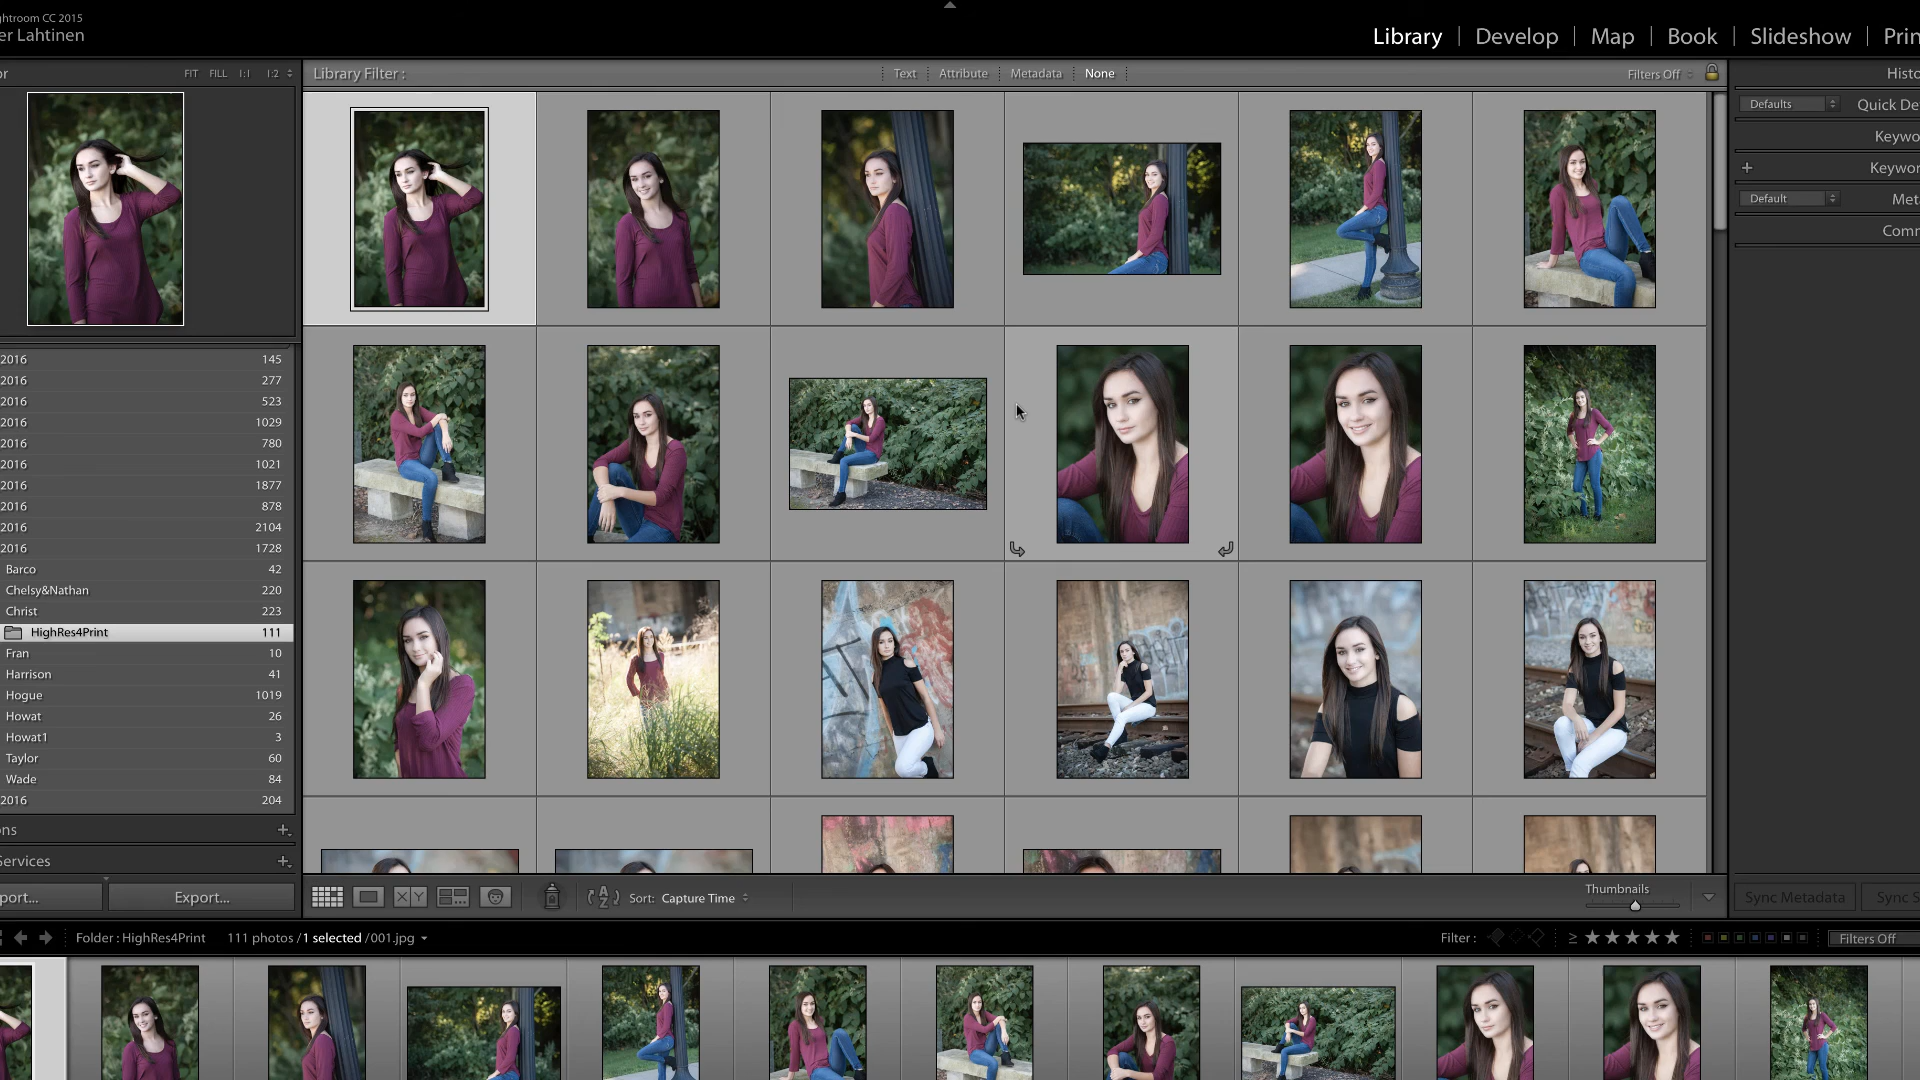 ghtroom CC 2015
er Lahtinen
Library | Develop | Map | Book | Slideshow | Prin
or FIT FILL 1:1 1:2
Library Filter : Text Attribute Metadata None Filters Off
Histo
Defaults Quick De
Keywo
+ Keywor
Default Met
Comm
2016 145
2016 277
2016 523
2016 1029
2016 780
2016 1021
2016 1877
2016 878
2016 2104
2016 1728
Barco 42
Chelsy&Nathan 220
Christ 223
HighRes4Print 111
Fran 10
Harrison 41
Hogue 1019
Howat 26
Howat1 3
Taylor 60
Wade 84
2016 204
ons +
Services +
port... Export...
XY Sort: Capture Time
Thumbnails
Sync Metadata Sync S
Folder : HighRes4Print 111 photos / 1 selected / 001.jpg
Filter : ≥ ★★★★★ Filters Off